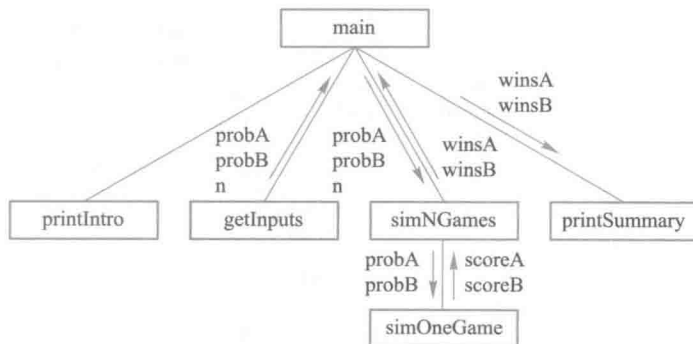 main
winsA
winsB
probA
probB
n
probA
probB
n
winsA
winsB
printIntro
getInputs
simNGames
printSummary
probA
probB
scoreA
scoreB
simOneGame